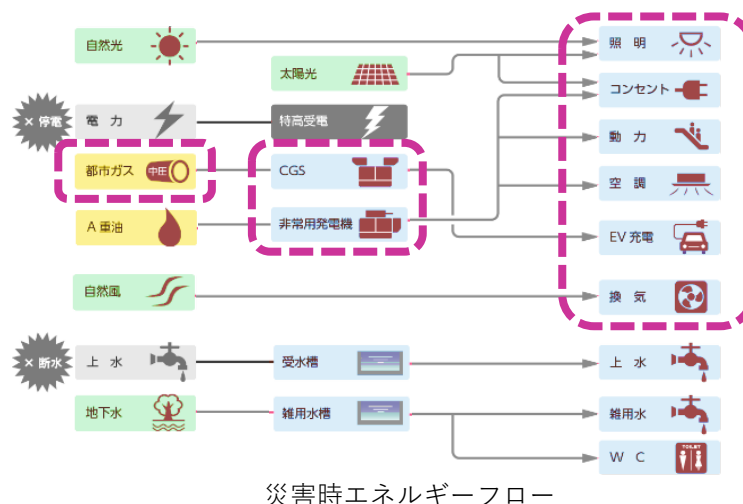 自然光
照 明
太陽光
コンセント
× 停電
電 力
特高受電
動 力
都市ガス
中圧
CGS
空 調
A 重油
非常用発電機
EV 充電
自然風
換 気
× 断水
上 水
受水槽
上 水
地下水
雑用水槽
雑用水
W C
TOILET
災害時エネルギーフロー